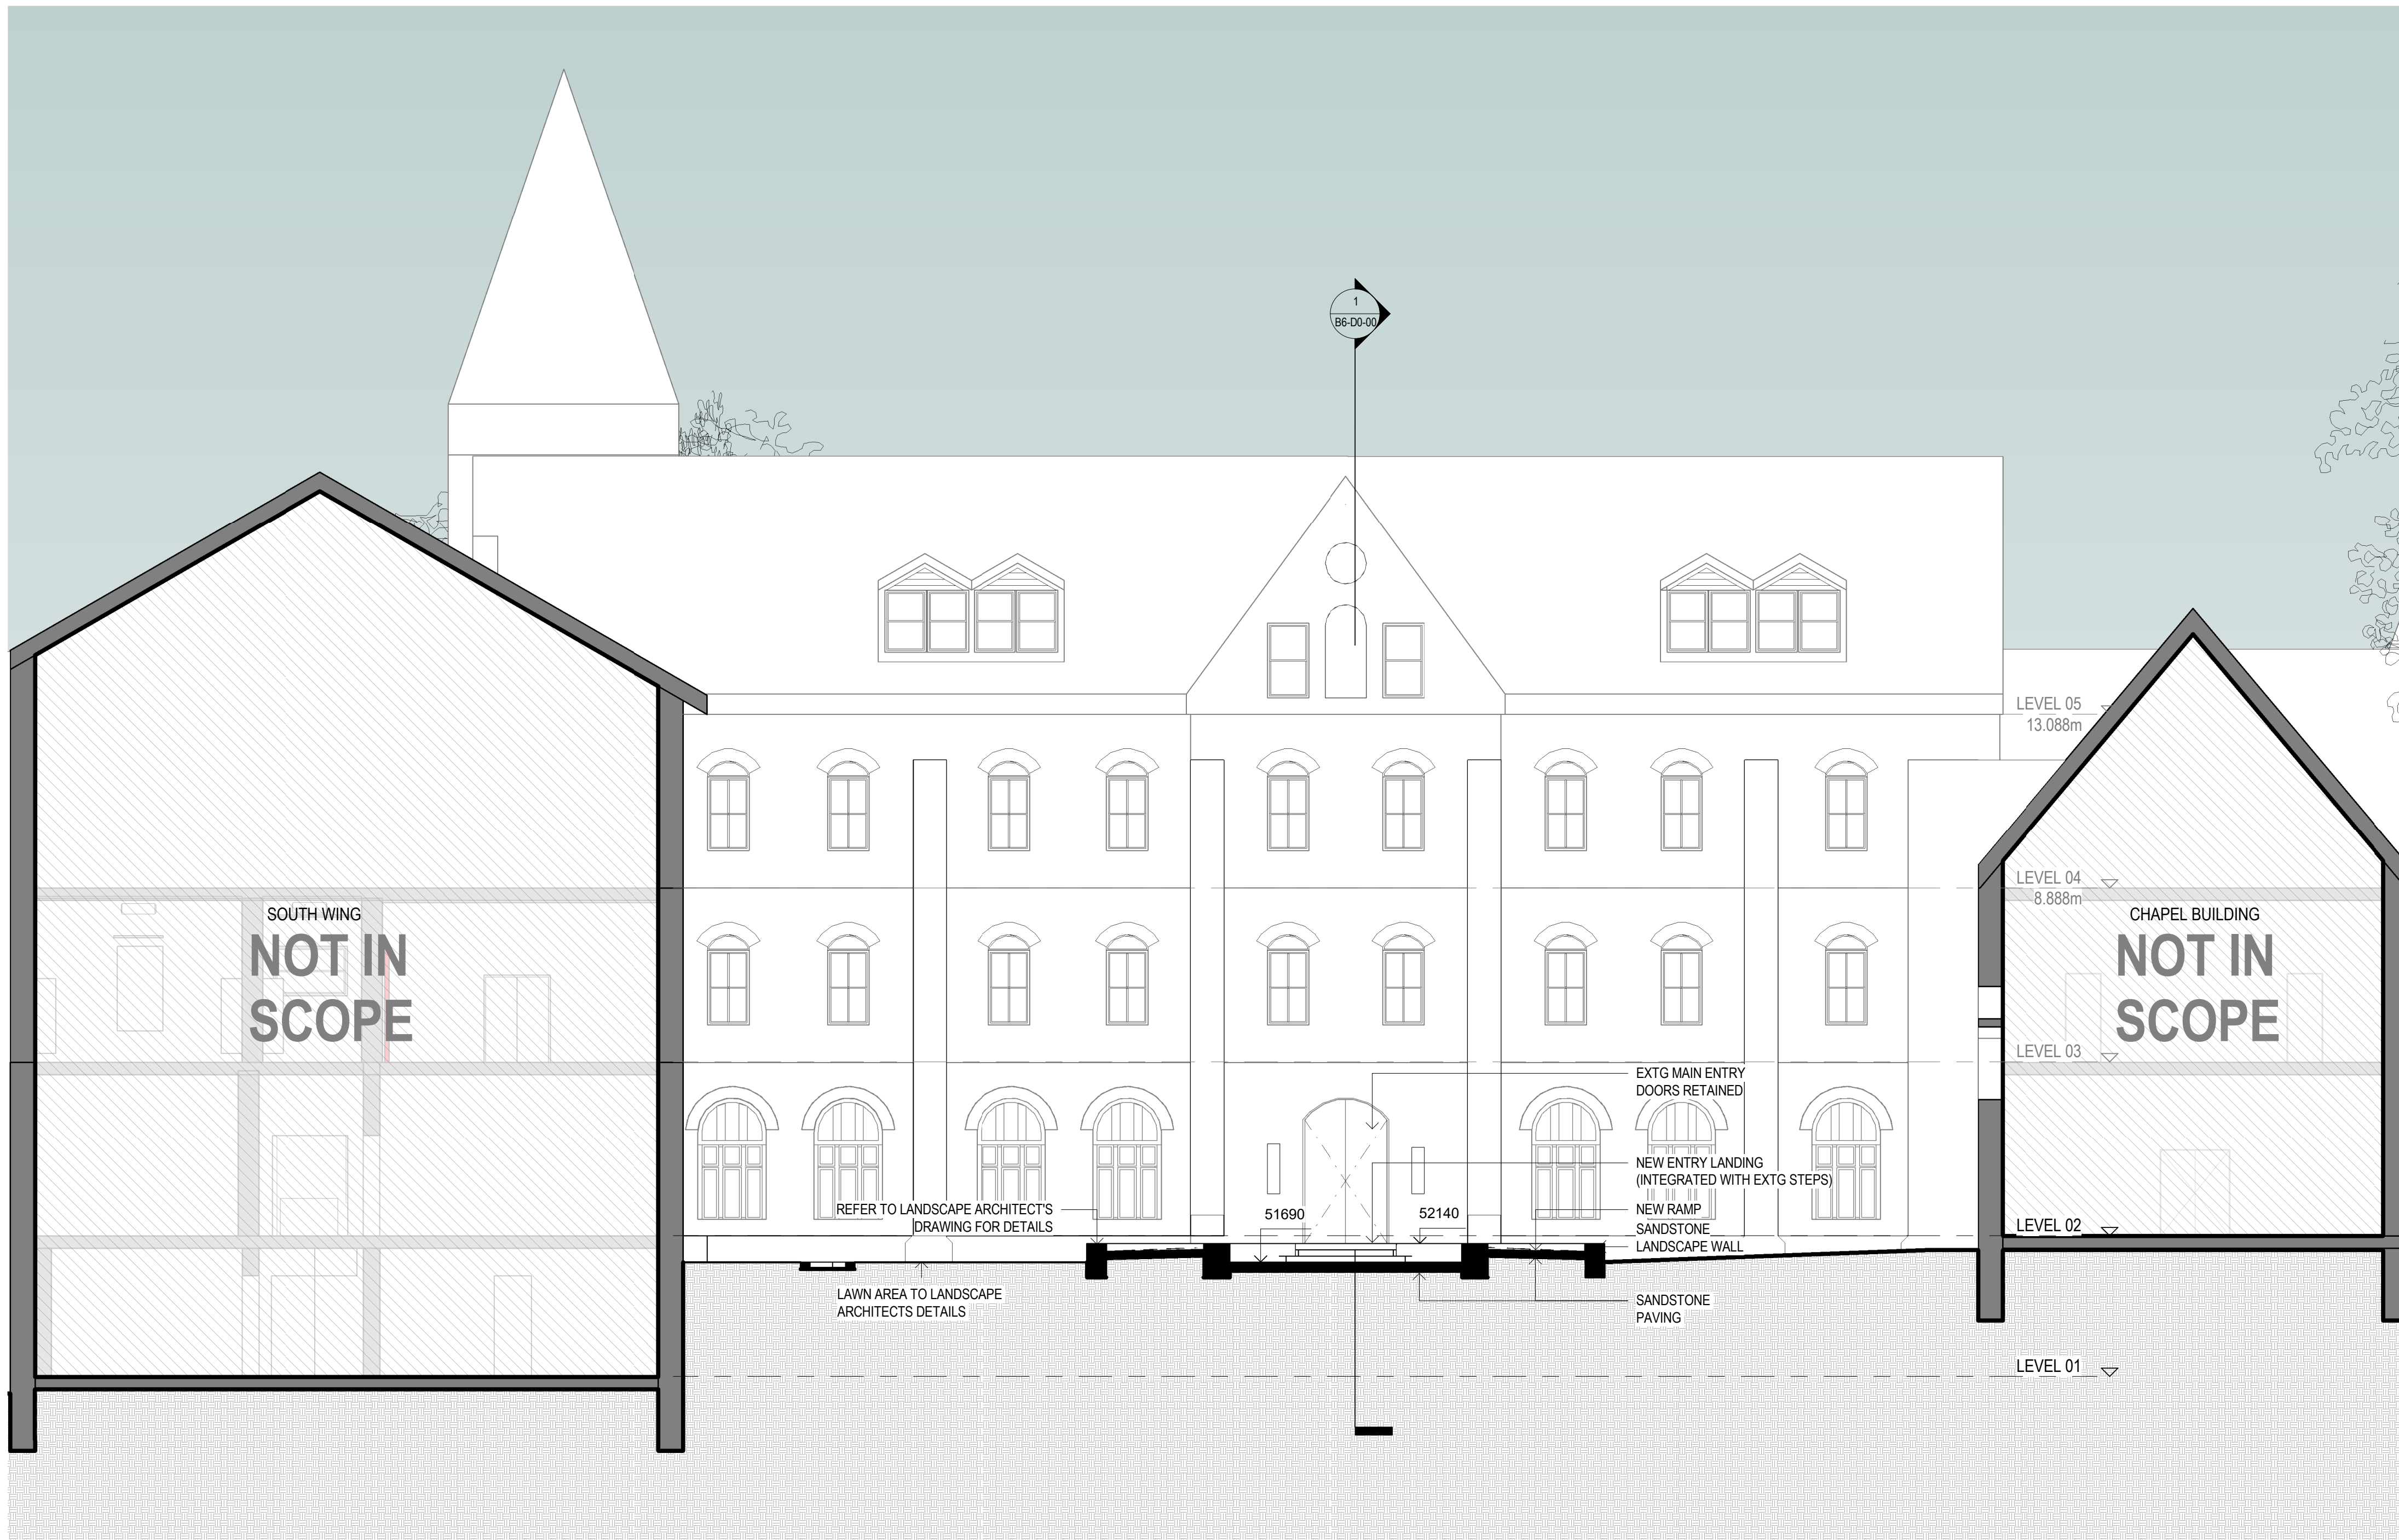 1
B6-D0-00
LEVEL 05
13.088m
LEVEL 04
8.888m
SOUTH WING
NOT IN
SCOPE
CHAPEL BUILDING
NOT IN
SCOPE
LEVEL 03
EXTG MAIN ENTRY
DOORS RETAINED
NEW ENTRY LANDING
(INTEGRATED WITH EXTG STEPS)
REFER TO LANDSCAPE ARCHITECT'S
DRAWING FOR DETAILS
51690
52140
NEW RAMP
SANDSTONE
LANDSCAPE WALL
LEVEL 02
LAWN AREA TO LANDSCAPE
ARCHITECTS DETAILS
SANDSTONE
PAVING
LEVEL 01